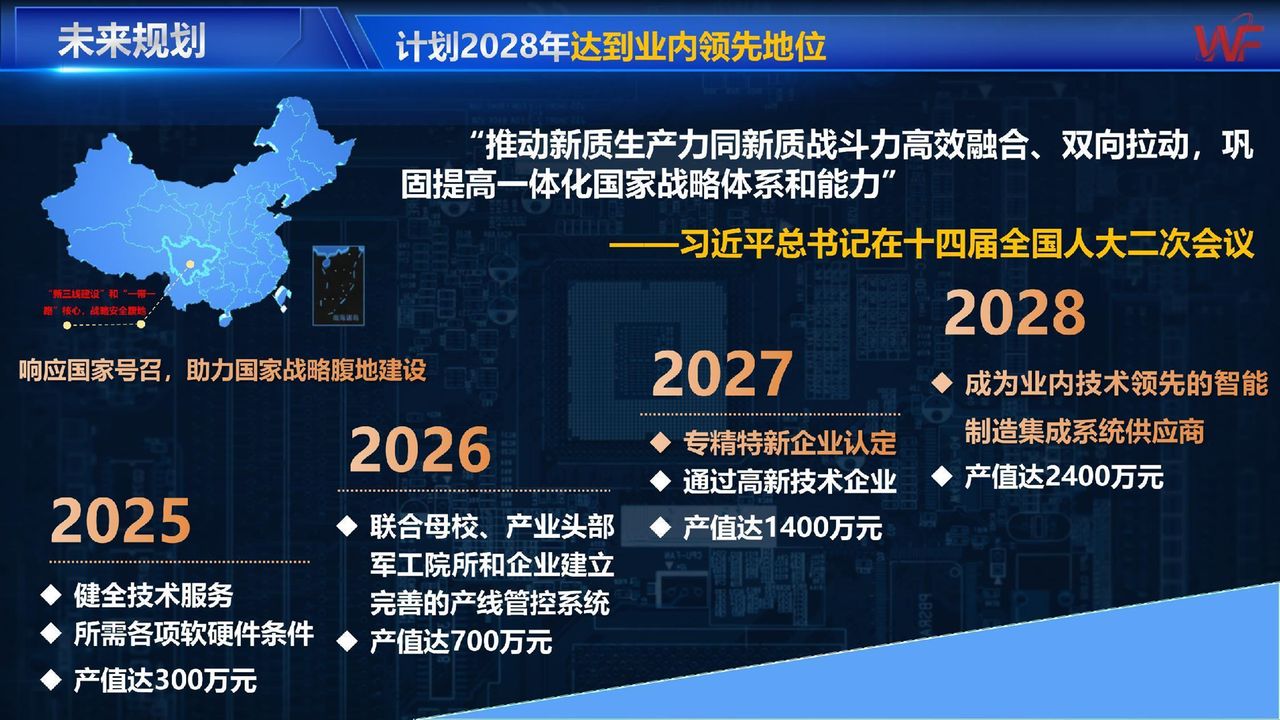 未来规划
计划2028年达到业内领先地位
WF
“推动新质生产力同新质战斗力高效融合、双向拉动，巩
固提高一体化国家战略体系和能力”
——习近平总书记在十四届全国人大二次会议
“新三线建设”和“一带一
路”核心，战略安全腹地
南海诸岛
响应国家号召，助力国家战略腹地建设
2025
◆ 健全技术服务
◆ 所需各项软硬件条件
◆ 产值达300万元
2026
◆ 联合母校、产业头部
军工院所和企业建立
完善的产线管控系统
◆ 产值达700万元
2027
◆ 专精特新企业认定
◆ 通过高新技术企业
◆ 产值达1400万元
2028
◆ 成为业内技术领先的智能
制造集成系统供应商
◆ 产值达2400万元